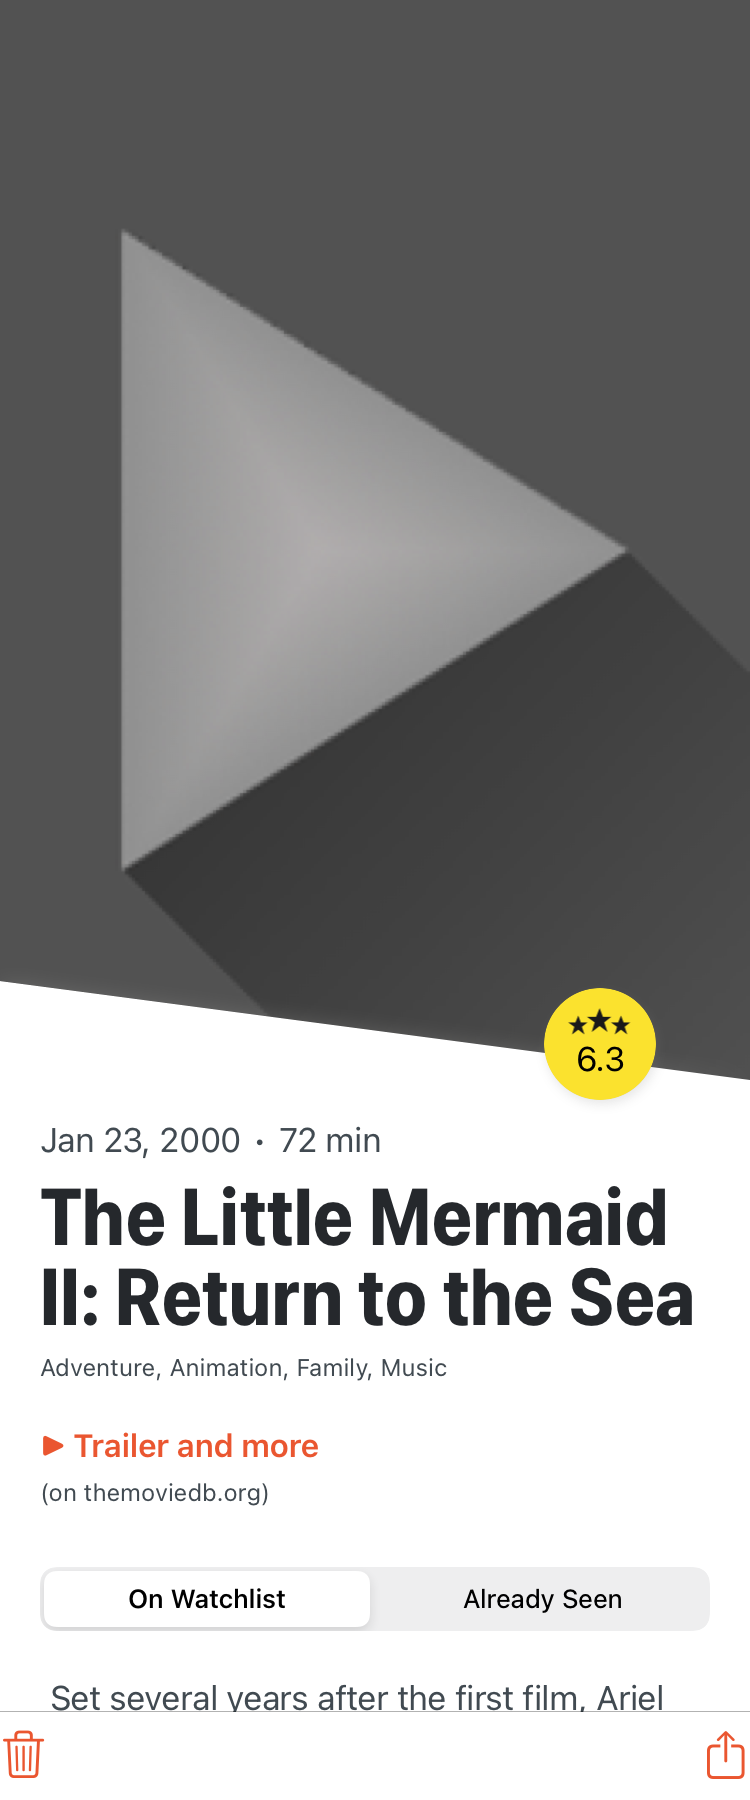 6.3
Jan 23, 2000 · 72 min
The Little Mermaid
II: Return to the Sea
Adventure, Animation, Family, Music
Trailer and more
(on themoviedb.org)
On Watchlist
Already Seen
Set several years after the first film, Ariel